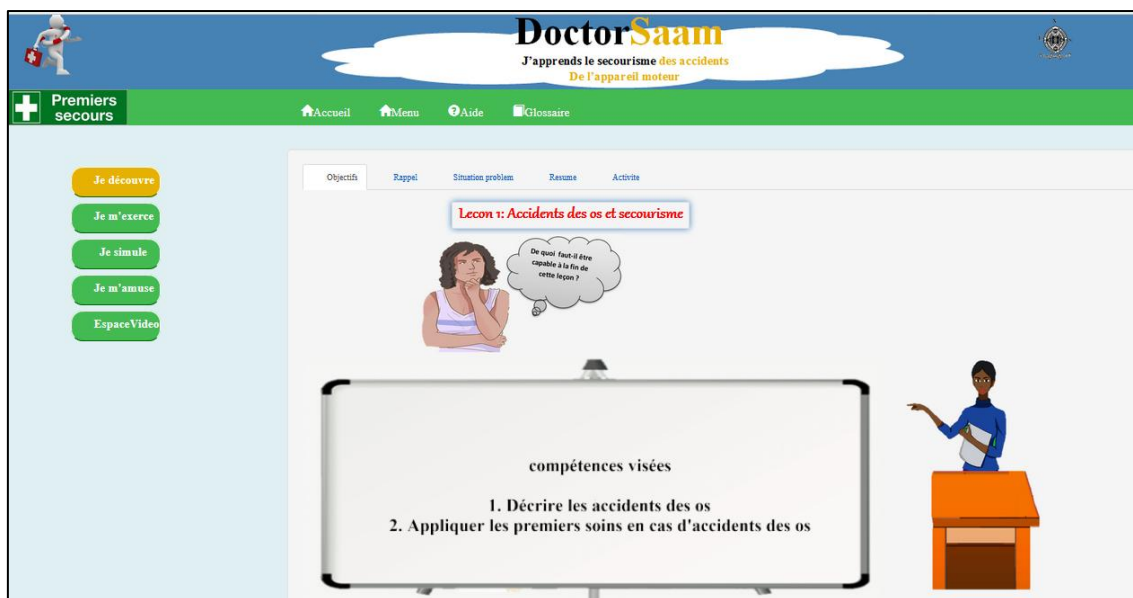 DoctorSaam
J'apprends le secourisme des accidents
De l'appareil moteur
Premiers
secours
Accueil Menu Aide Glossaire
Je découvre
Je m'exerce
Je simule
Je m'amuse
EspaceVideo
Objectifs Rappel Situation problem Resume Activite
Lecon 1: Accidents des os et secourisme
De quoi faut-il être
capable à la fin de
cette leçon ?
compétences visées
1. Décrire les accidents des os
2. Appliquer les premiers soins en cas d'accidents des os